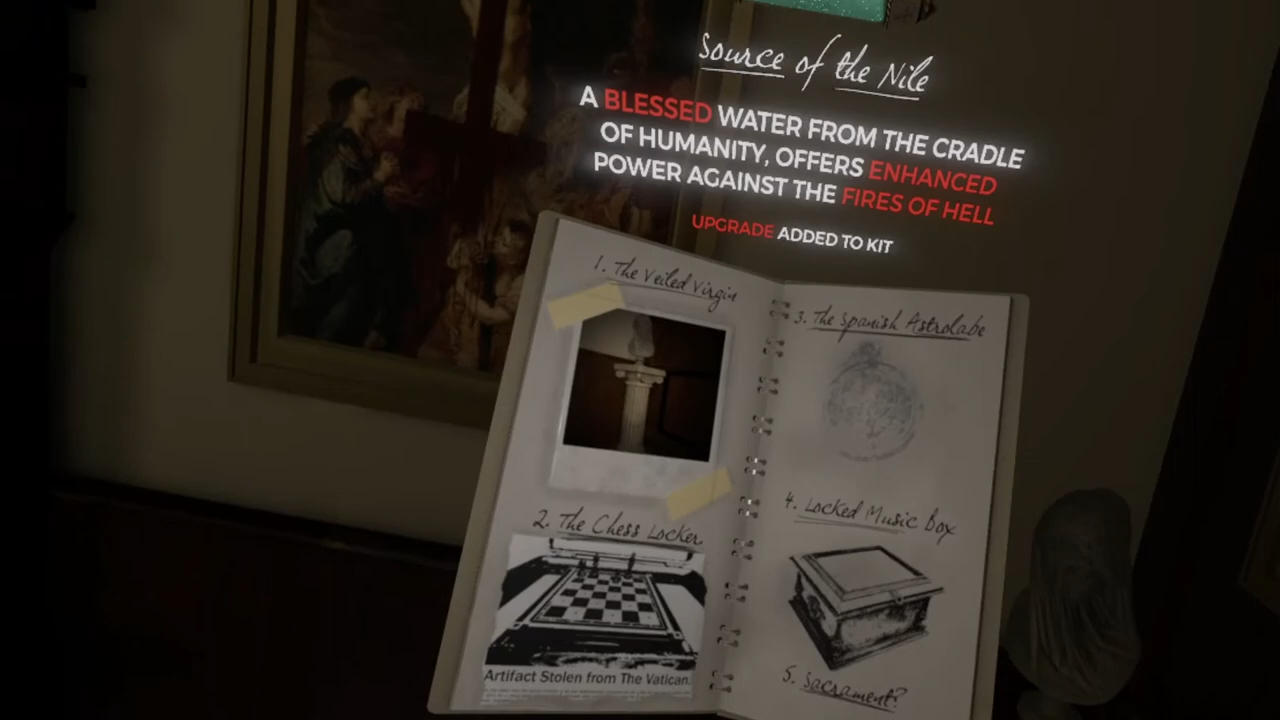 Source of the Nile
A BLESSED WATER FROM THE CRADLE
OF HUMANITY, OFFERS ENHANCED
POWER AGAINST THE FIRES OF HELL
UPGRADE ADDED TO KIT
1. The Veiled Virgin
2. The Chess Locker
Artifact Stolen from The Vatican.
3. The Spanish Astrolabe
4. Locked Music Box
5. Sacrament?